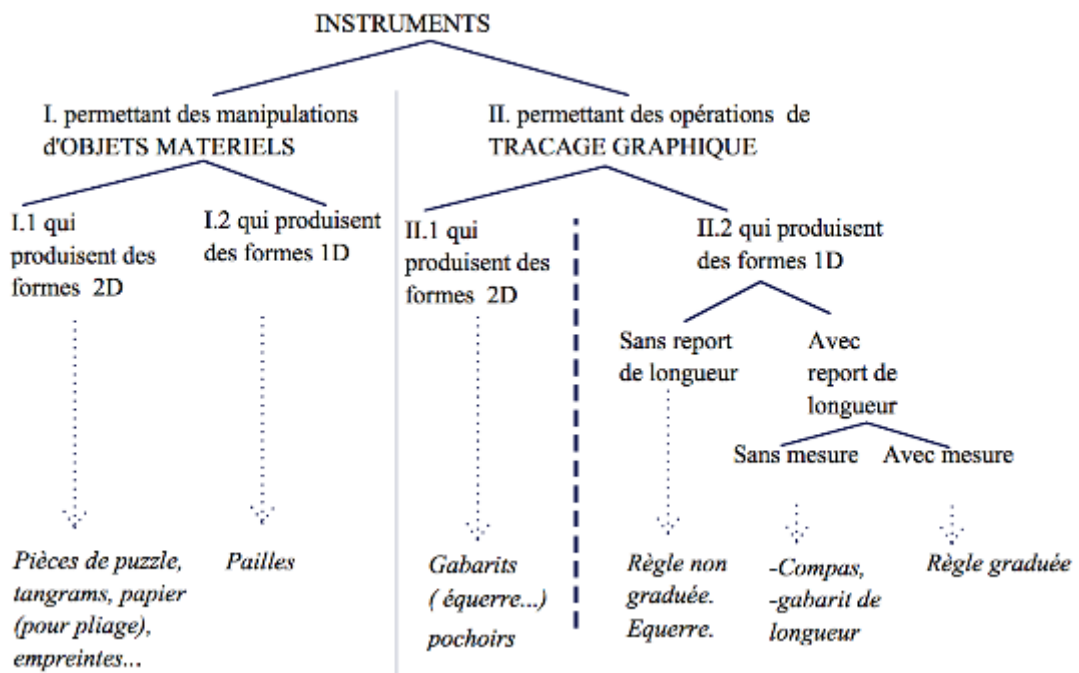 INSTRUMENTS
I. permettant des manipulations
d'OBJETS MATERIELS
II. permettant des opérations de
TRACAGE GRAPHIQUE
I.1 qui
produisent des
formes 2D
I.2 qui produisent
des formes 1D
II.1 qui
produisent des
formes 2D
II.2 qui produisent
des formes 1D
Sans report
de longueur
Avec
report de
longueur
Sans mesure
Avec mesure
Pièces de puzzle,
tangrams, papier
(pour pliage),
empreintes...
Pailles
Gabarits
( équerre...)
pochoirs
Règle non
graduée.
Equerre.
-Compas,
-gabarit de
longueur
Règle graduée